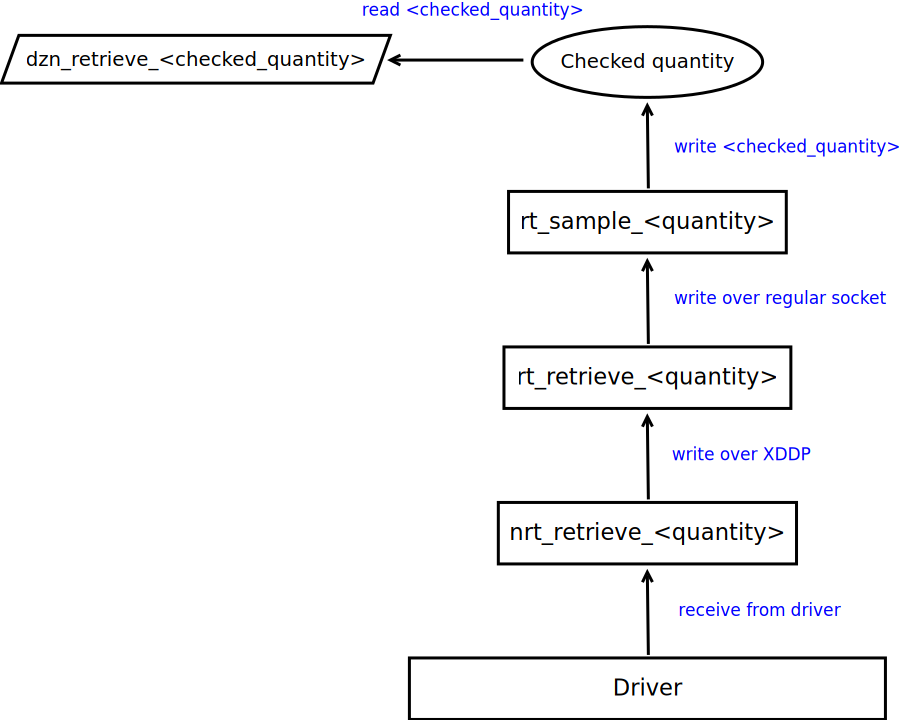 read <checked_quantity>
dzn_retrieve_<checked_quantity>
Checked quantity
write <checked_quantity>
rt_sample_<quantity>
write over regular socket
rt_retrieve_<quantity>
write over XDDP
nrt_retrieve_<quantity>
receive from driver
Driver